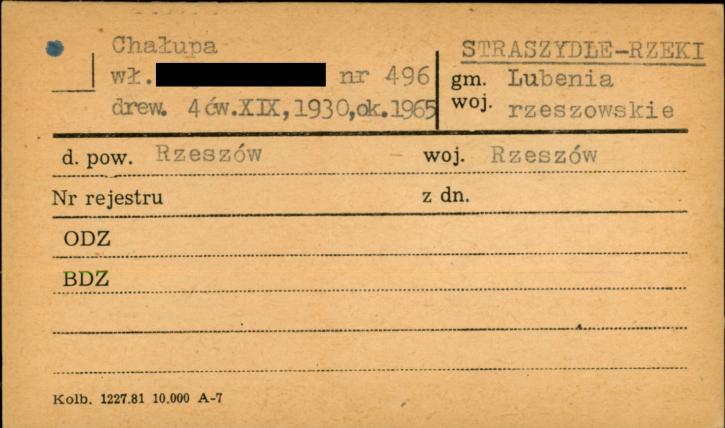 Chałupa
wł. nr 496
drew. 4 ćw.XIX,1930,ok.1965
STRASZYDLE-RZEKI
gm. Lubenia
woj. rzeszowskie
d. pow. Rzeszów - woj. Rzeszów
Nr rejestru z dn.
ODZ
BDZ
Kolb. 1227.81 10.000 A-7